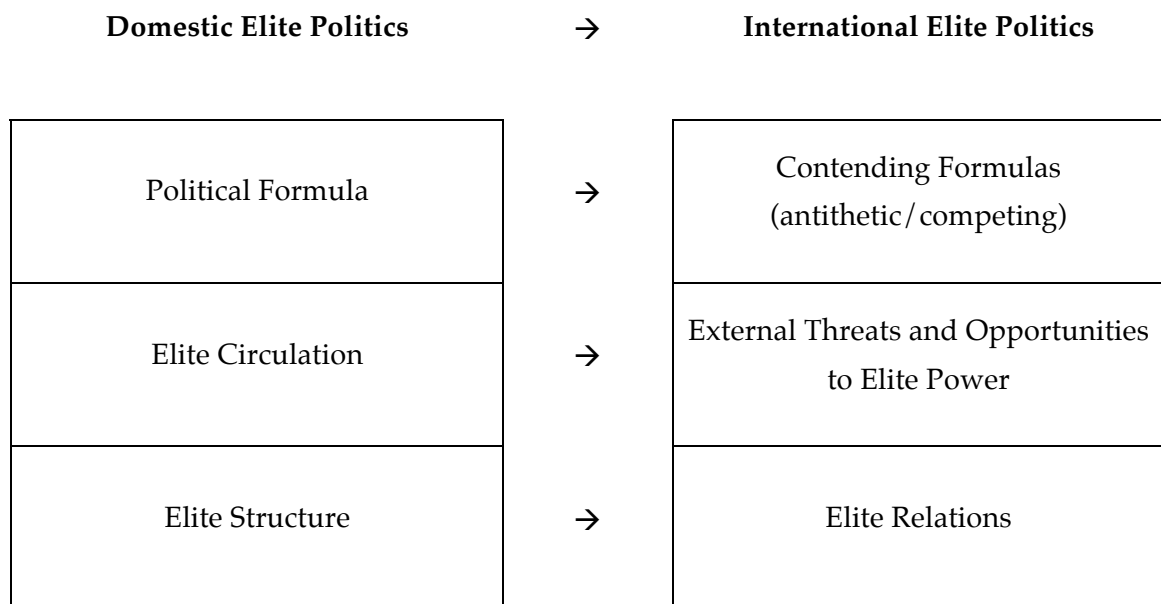 Domestic Elite Politics → International Elite Politics
Political Formula → Contending Formulas
(antithetic/competing)
Elite Circulation → External Threats and Opportunities
to Elite Power
Elite Structure → Elite Relations